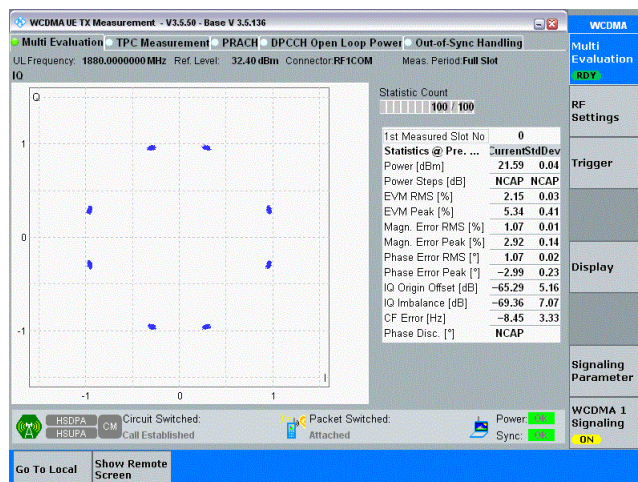 WCDMA UE TX Measurement - V3.5.50 - Base V 3.5.136
WCDMA
Multi Evaluation
TPC Measurement
PRACH
DPCCH Open Loop Power
Out-of-Sync Handling
Multi
Evaluation
RDY
UL Frequency: 1880.0000000 MHz Ref. Level: 32.40 dBm Connector:RF1COM Meas. Period:Full Slot
IQ
Q
1
0
-1
-1 0 1
I
Statistic Count
100 / 100
1st Measured Slot No 0
Statistics @ Pre. ... CurrentStdDev
Power [dBm] 21.59 0.04
Power Steps [dB] NCAP NCAP
EVM RMS [%] 2.15 0.03
EVM Peak [%] 5.34 0.41
Magn. Error RMS [%] 1.07 0.01
Magn. Error Peak [%] 2.92 0.14
Phase Error RMS [°] 1.07 0.02
Phase Error Peak [°] -2.99 0.23
IQ Origin Offset [dB] -65.29 5.16
IQ Imbalance [dB] -69.36 7.07
CF Error [Hz] -8.45 3.33
Phase Disc. [°] NCAP
RF
Settings
Trigger
Display
Signaling
Parameter
WCDMA 1
Signaling
ON
HSDPA
HSUPA
CM
Circuit Switched:
Call Established
Packet Switched:
Attached
Power: OK
Sync: OK
Go To Local
Show Remote
Screen